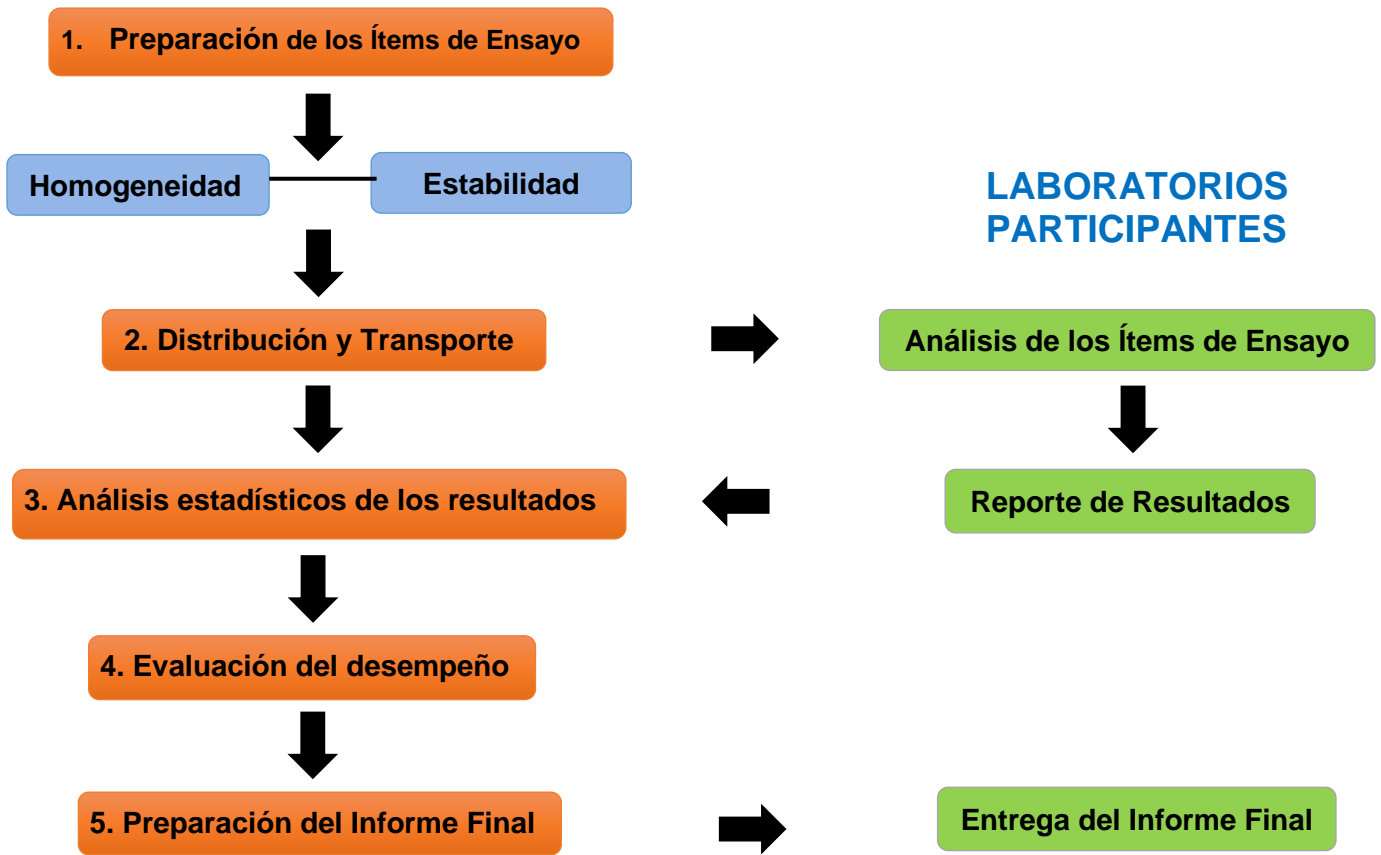 1. Preparación de los Ítems de Ensayo
Homogeneidad
Estabilidad
LABORATORIOS
PARTICIPANTES
2. Distribución y Transporte
Análisis de los Ítems de Ensayo
3. Análisis estadísticos de los resultados
Reporte de Resultados
4. Evaluación del desempeño
5. Preparación del Informe Final
Entrega del Informe Final